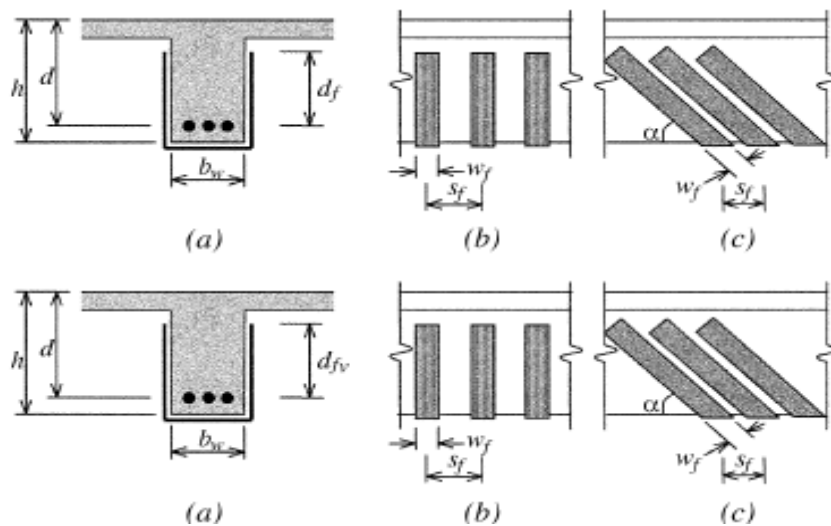 h d d_f b_w w_f s_f α w_f s_f
(a) (b) (c)
h d d_fv b_w w_f s_f α w_f s_f
(a) (b) (c)